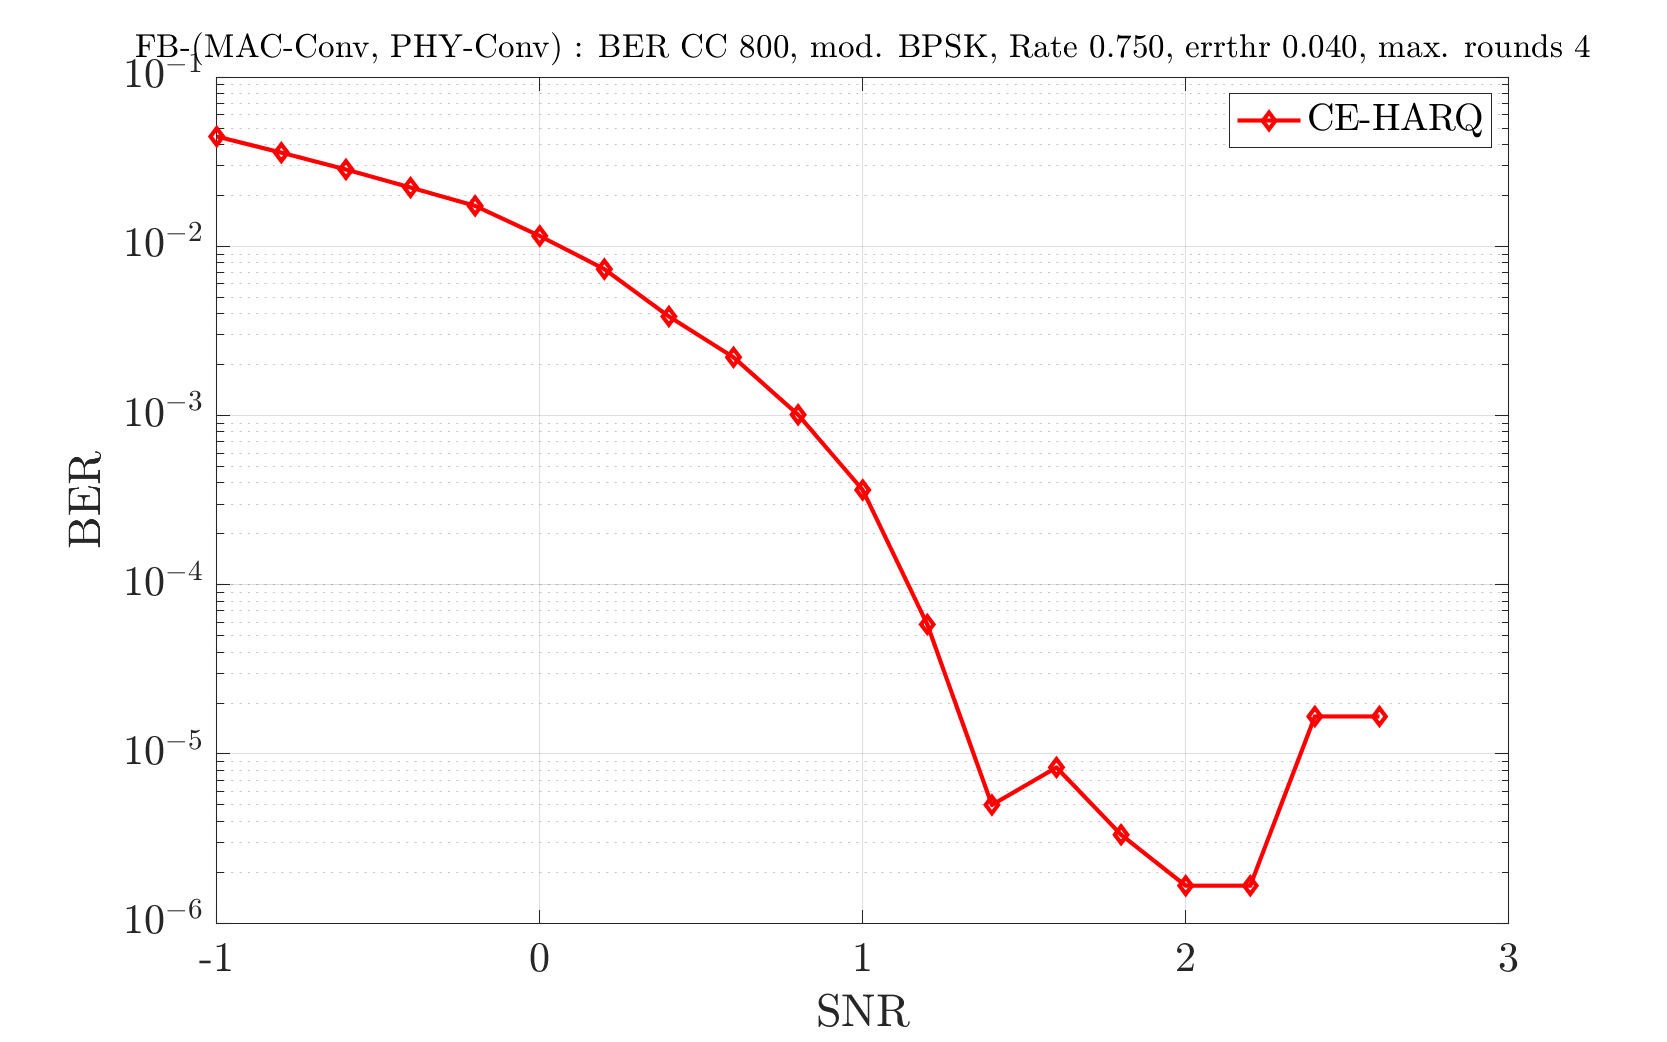 FB-(MAC-Conv, PHY-Conv) : BER CC 800, mod. BPSK, Rate 0.750, errthr 0.040, max. rounds 4
10^{-1}
CE-HARQ
10^{-2}
10^{-3}
BER
10^{-4}
10^{-5}
10^{-6}
-1 0 1 2 3
SNR